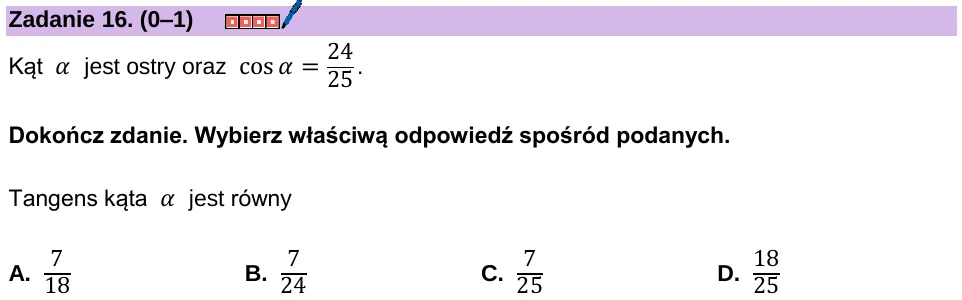 Zadanie 16. (0–1)
Kąt α jest ostry oraz cos α = 24/25.
Dokończ zdanie. Wybierz właściwą odpowiedź spośród podanych.
Tangens kąta α jest równy
A. 7/18 B. 7/24 C. 7/25 D. 18/25